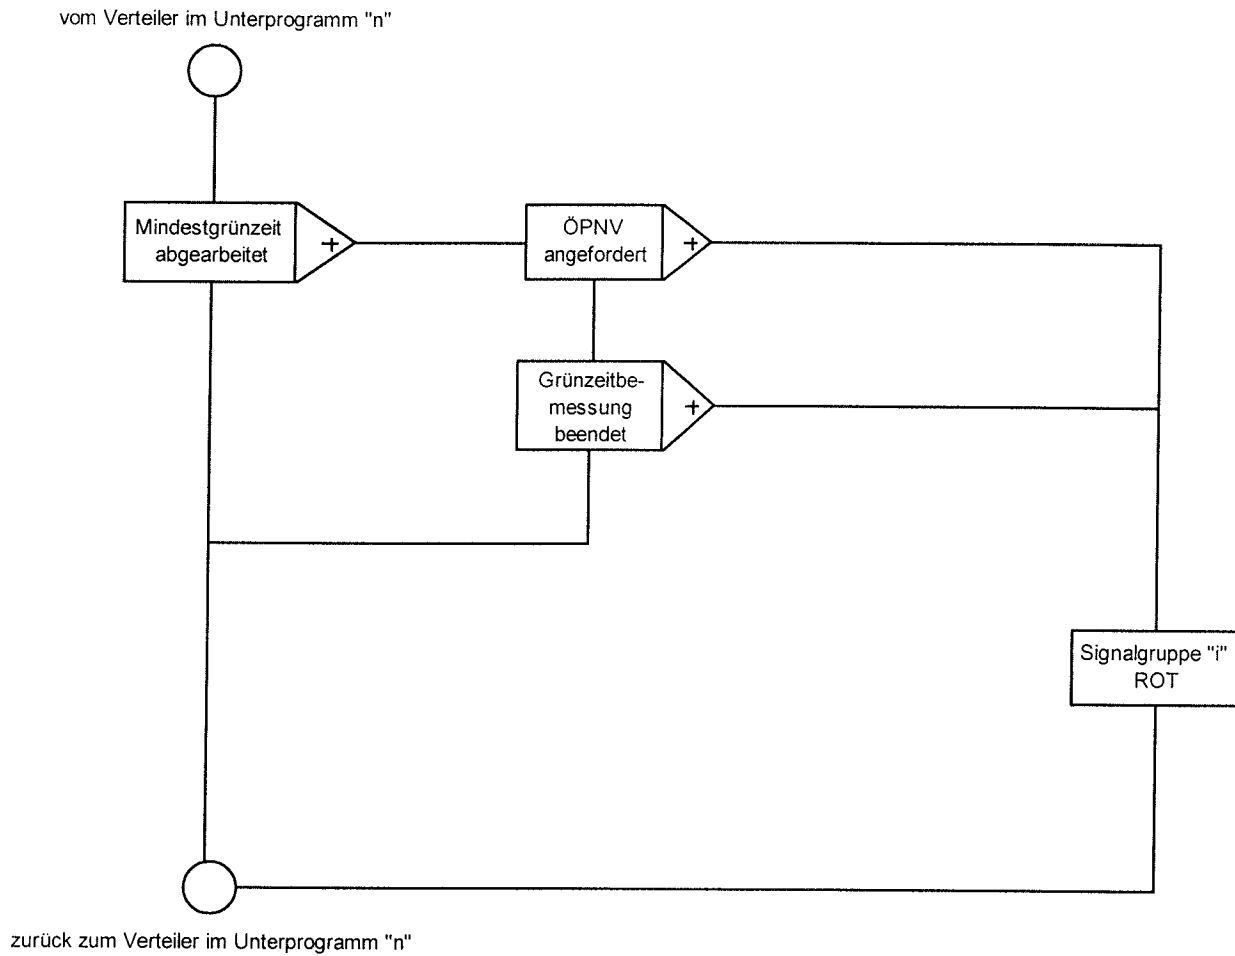 vom Verteiler im Unterprogramm "n"
Mindestgrünzeit
abgearbeitet
+
ÖPNV
angefordert
+
Grünzeitbe-
messung
beendet
+
Signalgruppe "i"
ROT
zurück zum Verteiler im Unterprogramm "n"